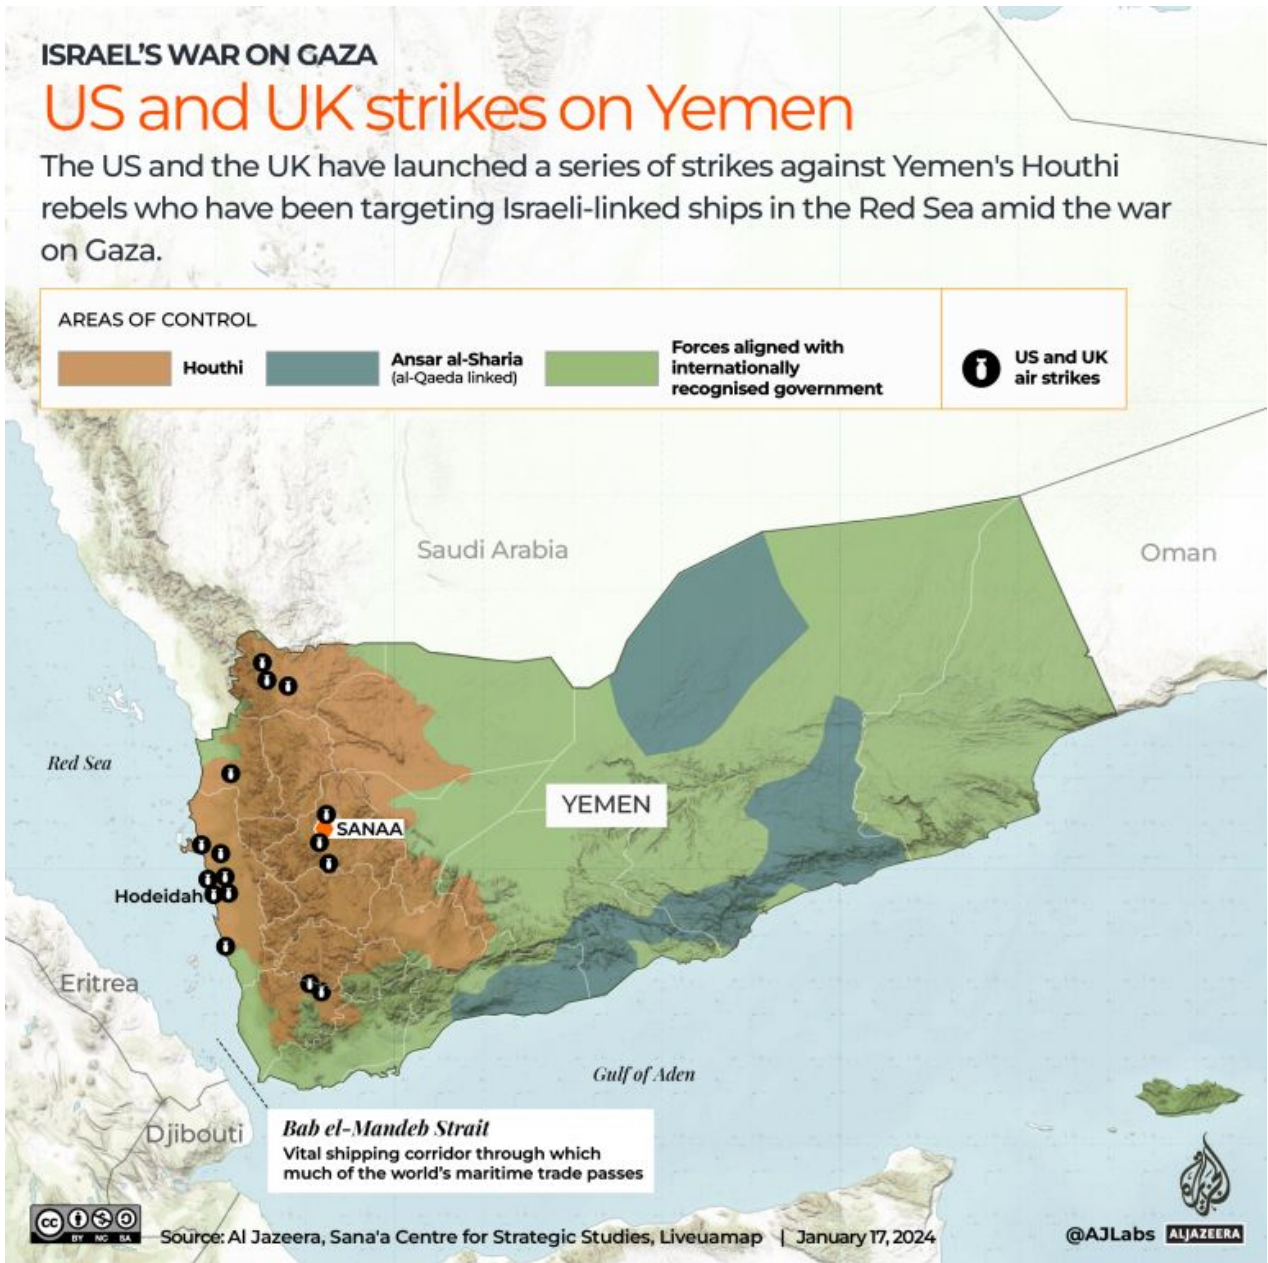 ISRAEL'S WAR ON GAZA
US and UK strikes on Yemen
The US and the UK have launched a series of strikes against Yemen's Houthi
rebels who have been targeting Israeli-linked ships in the Red Sea amid the war
on Gaza.
AREAS OF CONTROL
Houthi
Ansar al-Sharia
(al-Qaeda linked)
Forces aligned with
internationally
recognised government
US and UK
air strikes
Saudi Arabia
Oman
Red Sea
YEMEN
SANAA
Hodeidah
Eritrea
Gulf of Aden
Djibouti
Bab el-Mandeb Strait
Vital shipping corridor through which
much of the world's maritime trade passes
cc BY NC SA
Source: Al Jazeera, Sana'a Centre for Strategic Studies, Liveuamap | January 17, 2024
@AJLabs ALJAZEERA